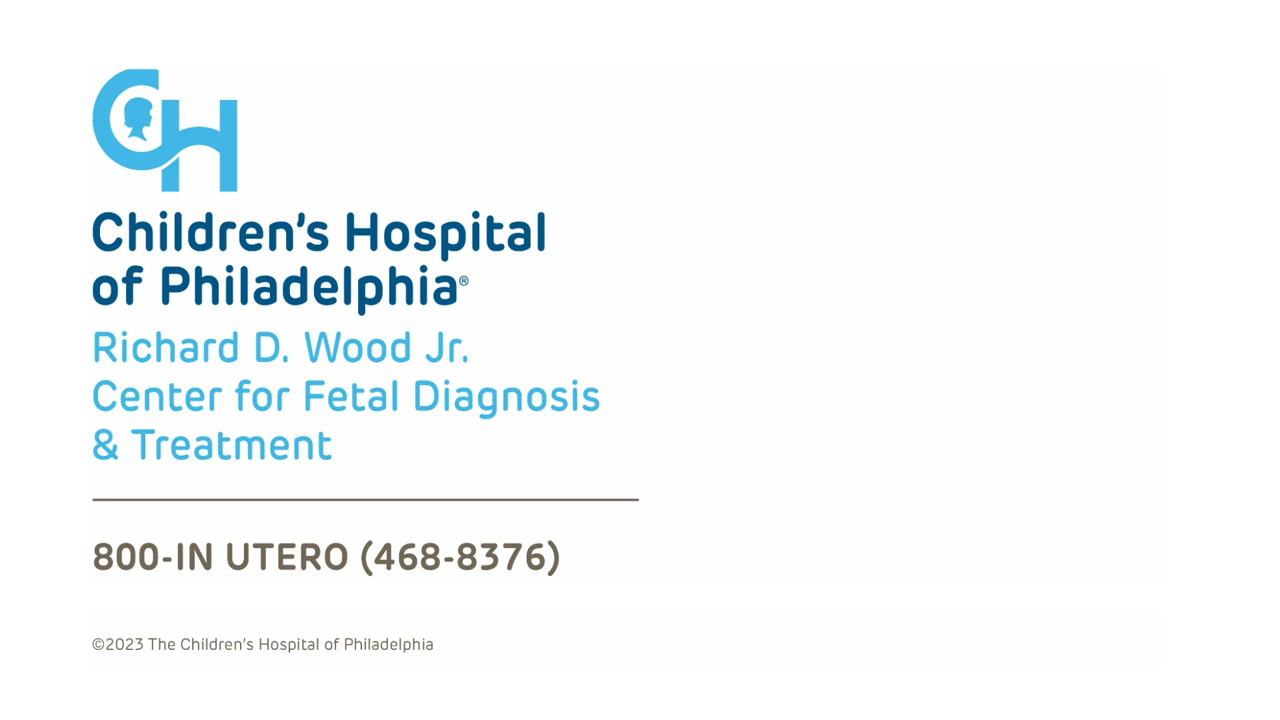 CH
Children's Hospital
of Philadelphia®
Richard D. Wood Jr.
Center for Fetal Diagnosis
& Treatment
800-IN UTERO (468-8376)
©2023 The Children's Hospital of Philadelphia